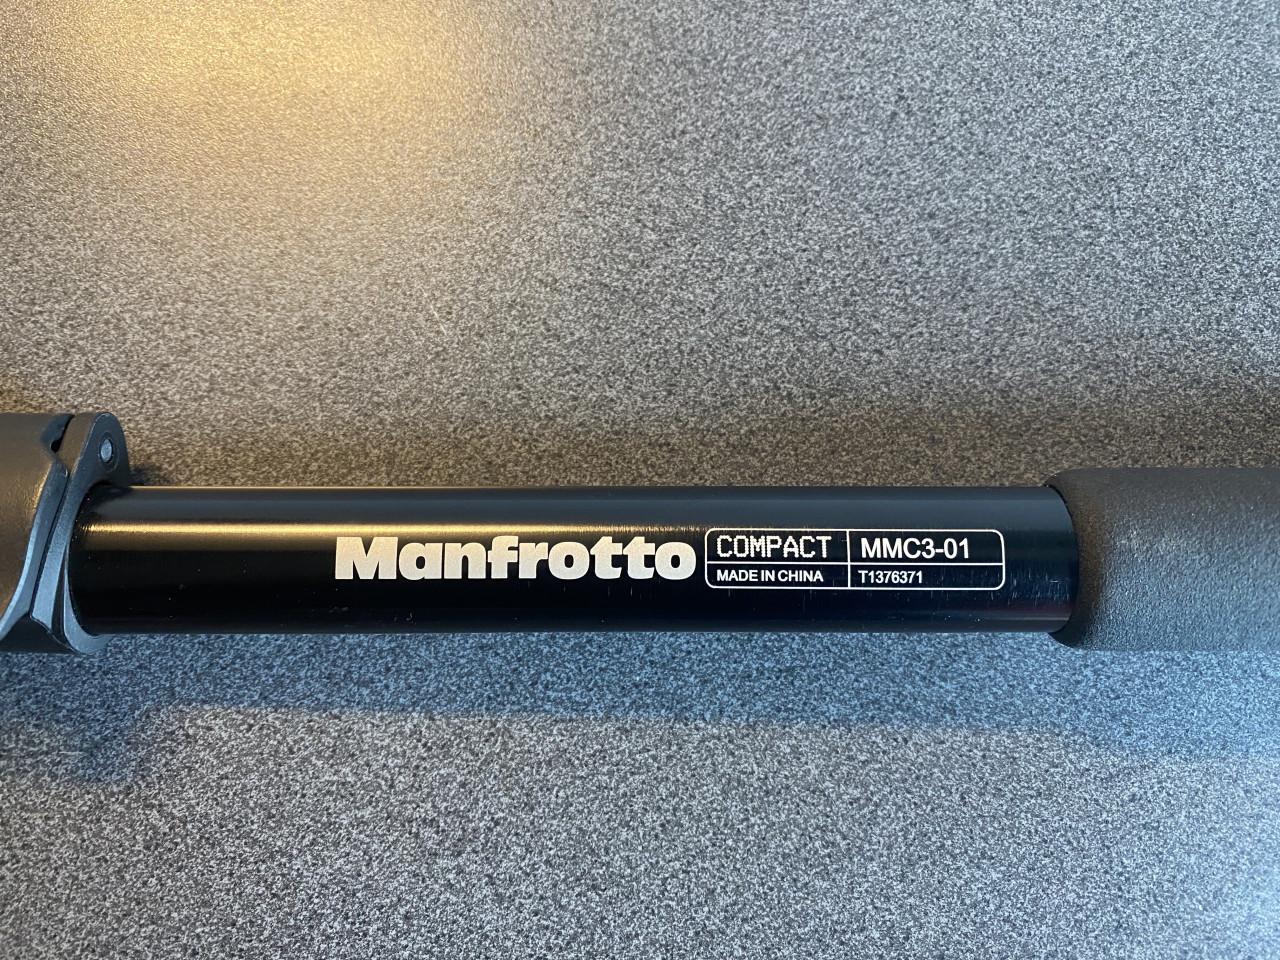 Manfrotto
COMPACT MMC3-01
MADE IN CHINA T1376371